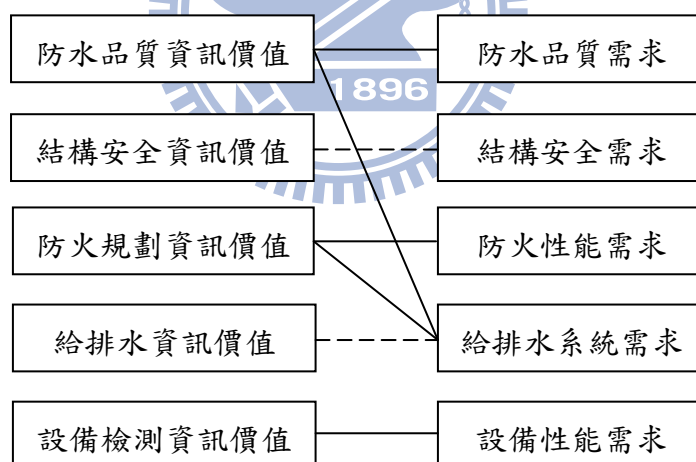 防水品質資訊價值 防水品質需求
1896
結構安全資訊價值 結構安全需求
防火規劃資訊價值 防火性能需求
給排水資訊價值 給排水系統需求
設備檢測資訊價值 設備性能需求